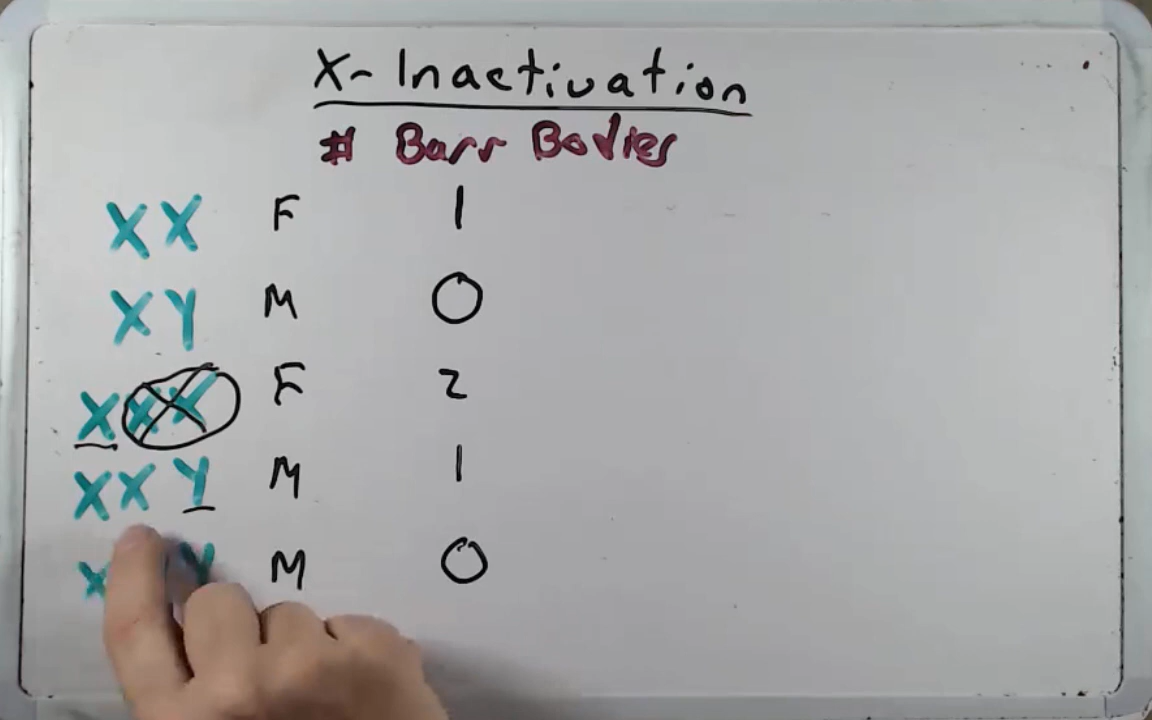 X- Inactivation
# Barr Bodies
XX F 1
XY M 0
XXX F 2
XXY M 1
X Y M 0